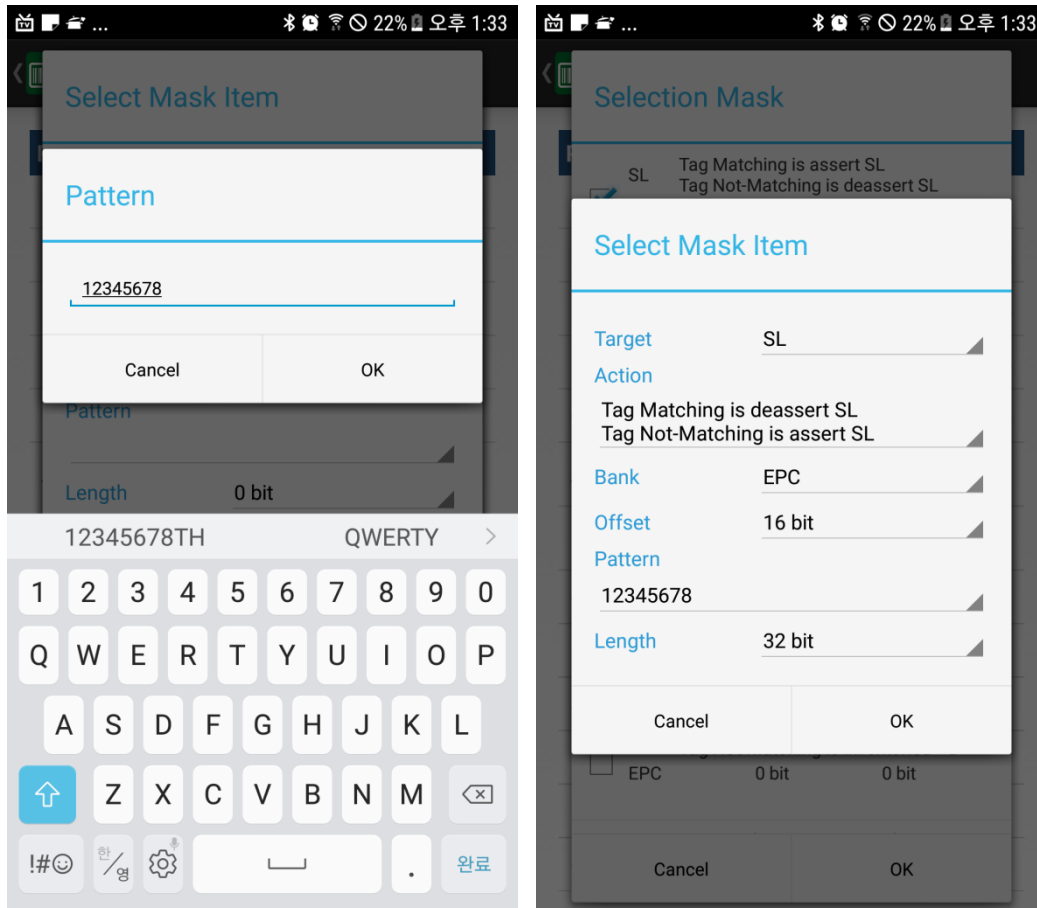 ... 22% 오후 1:33
Select Mask Item
Pattern
12345678
Cancel OK
Pattern
Length 0 bit
12345678TH QWERTY
1 2 3 4 5 6 7 8 9 0
Q W E R T Y U I O P
A S D F G H J K L
Z X C V B N M
!#☺ 한/영 . 완료
... 22% 오후 1:33
Selection Mask
SL Tag Matching is assert SL
Tag Not-Matching is deassert SL
Select Mask Item
Target SL
Action
Tag Matching is deassert SL
Tag Not-Matching is assert SL
Bank EPC
Offset 16 bit
Pattern
12345678
Length 32 bit
Cancel OK
EPC 0 bit 0 bit
Cancel OK